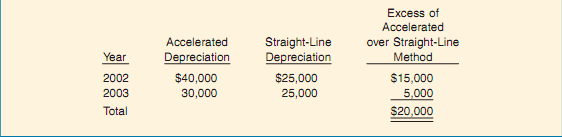 Excess of
Accelerated
Accelerated Straight-Line over Straight-Line
Year Depreciation Depreciation Method
2002 $40,000 $25,000 $15,000
2003 30,000 25,000 5,000
Total $20,000